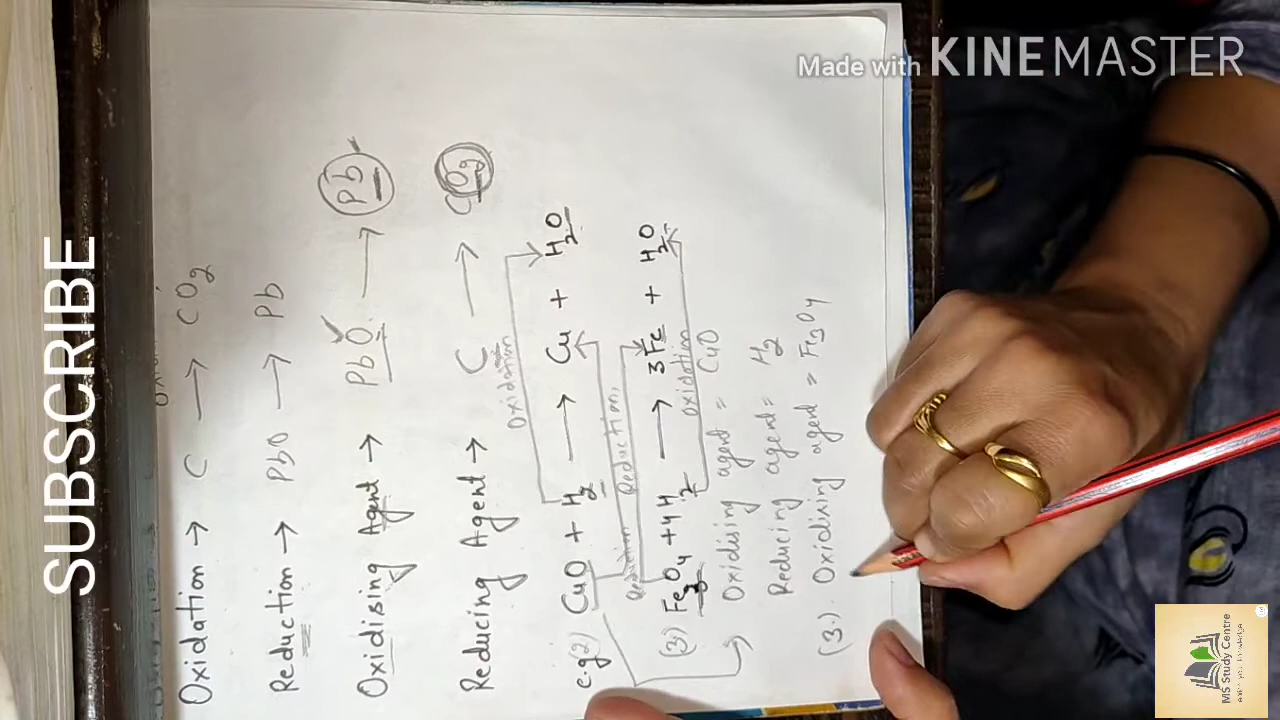 Made with KINEMASTER
SUBSCRIBE
Oxidation → C → CO2
Reduction → PbO → Pb
Oxidising Agent → PbO → Pb
Reducing Agent → C → CO2
Oxidation
e.g 2) CuO + H2 → Cu + H2O
Reduction
Reduction
(3) Fe3O4 + 4H2 → 3Fe + H2O
Oxidation
Oxidising agent = CuO
Reducing agent = H2
(3.) Oxidising agent = Fe3O4
MS Study Centre